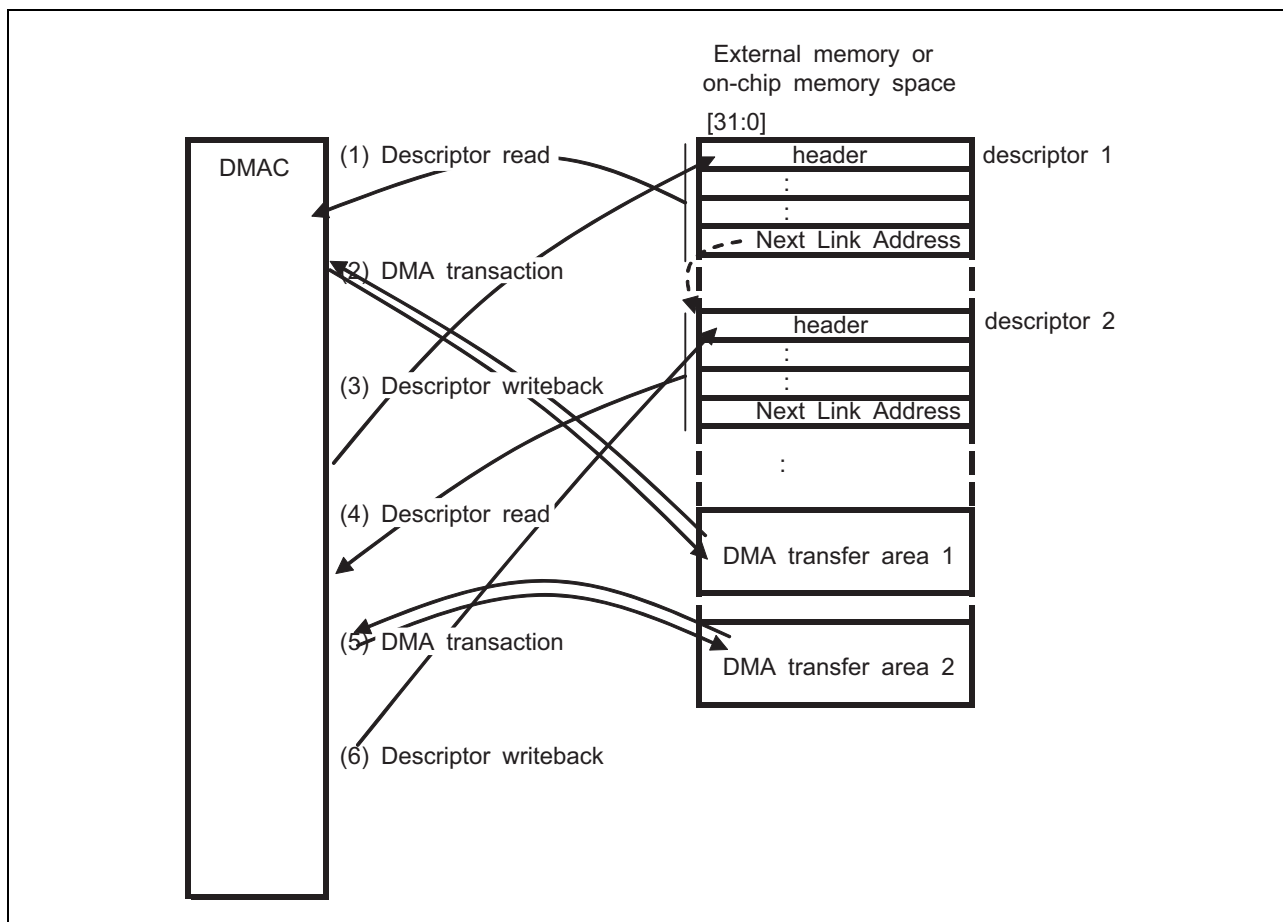 External memory or
on-chip memory space
[31:0]
DMAC
(1) Descriptor read
header
descriptor 1
:
:
Next Link Address
(2) DMA transaction
header
descriptor 2
:
:
(3) Descriptor writeback
Next Link Address
:
(4) Descriptor read
DMA transfer area 1
(5) DMA transaction
DMA transfer area 2
(6) Descriptor writeback